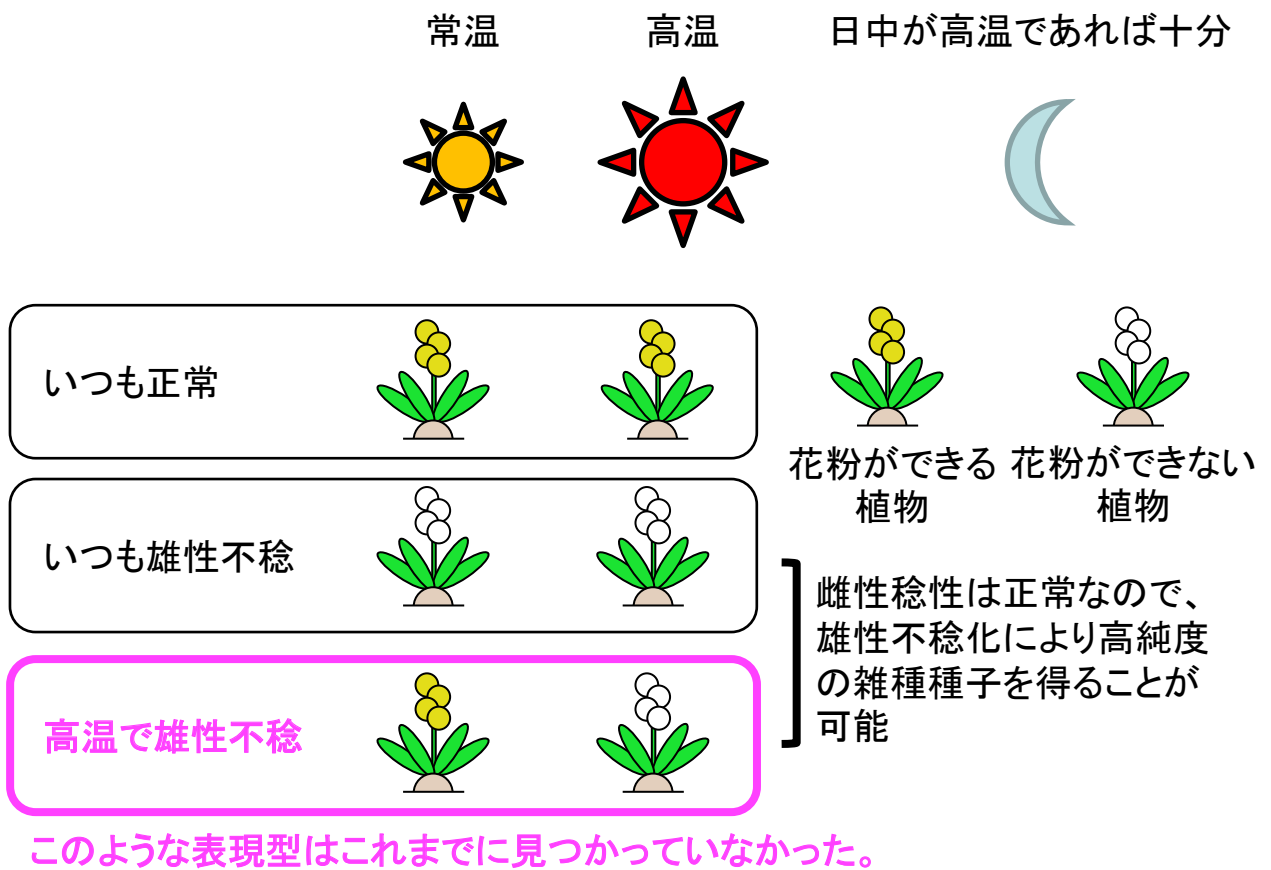 常温
高温
日中が高温であれば十分
いつも正常
花粉ができる
植物
花粉ができない
植物
いつも雄性不稔
雌性稔性は正常なので、
雄性不稔化により高純度
の雑種種子を得ることが
可能
高温で雄性不稔
このような表現型はこれまでに見つかっていなかった。